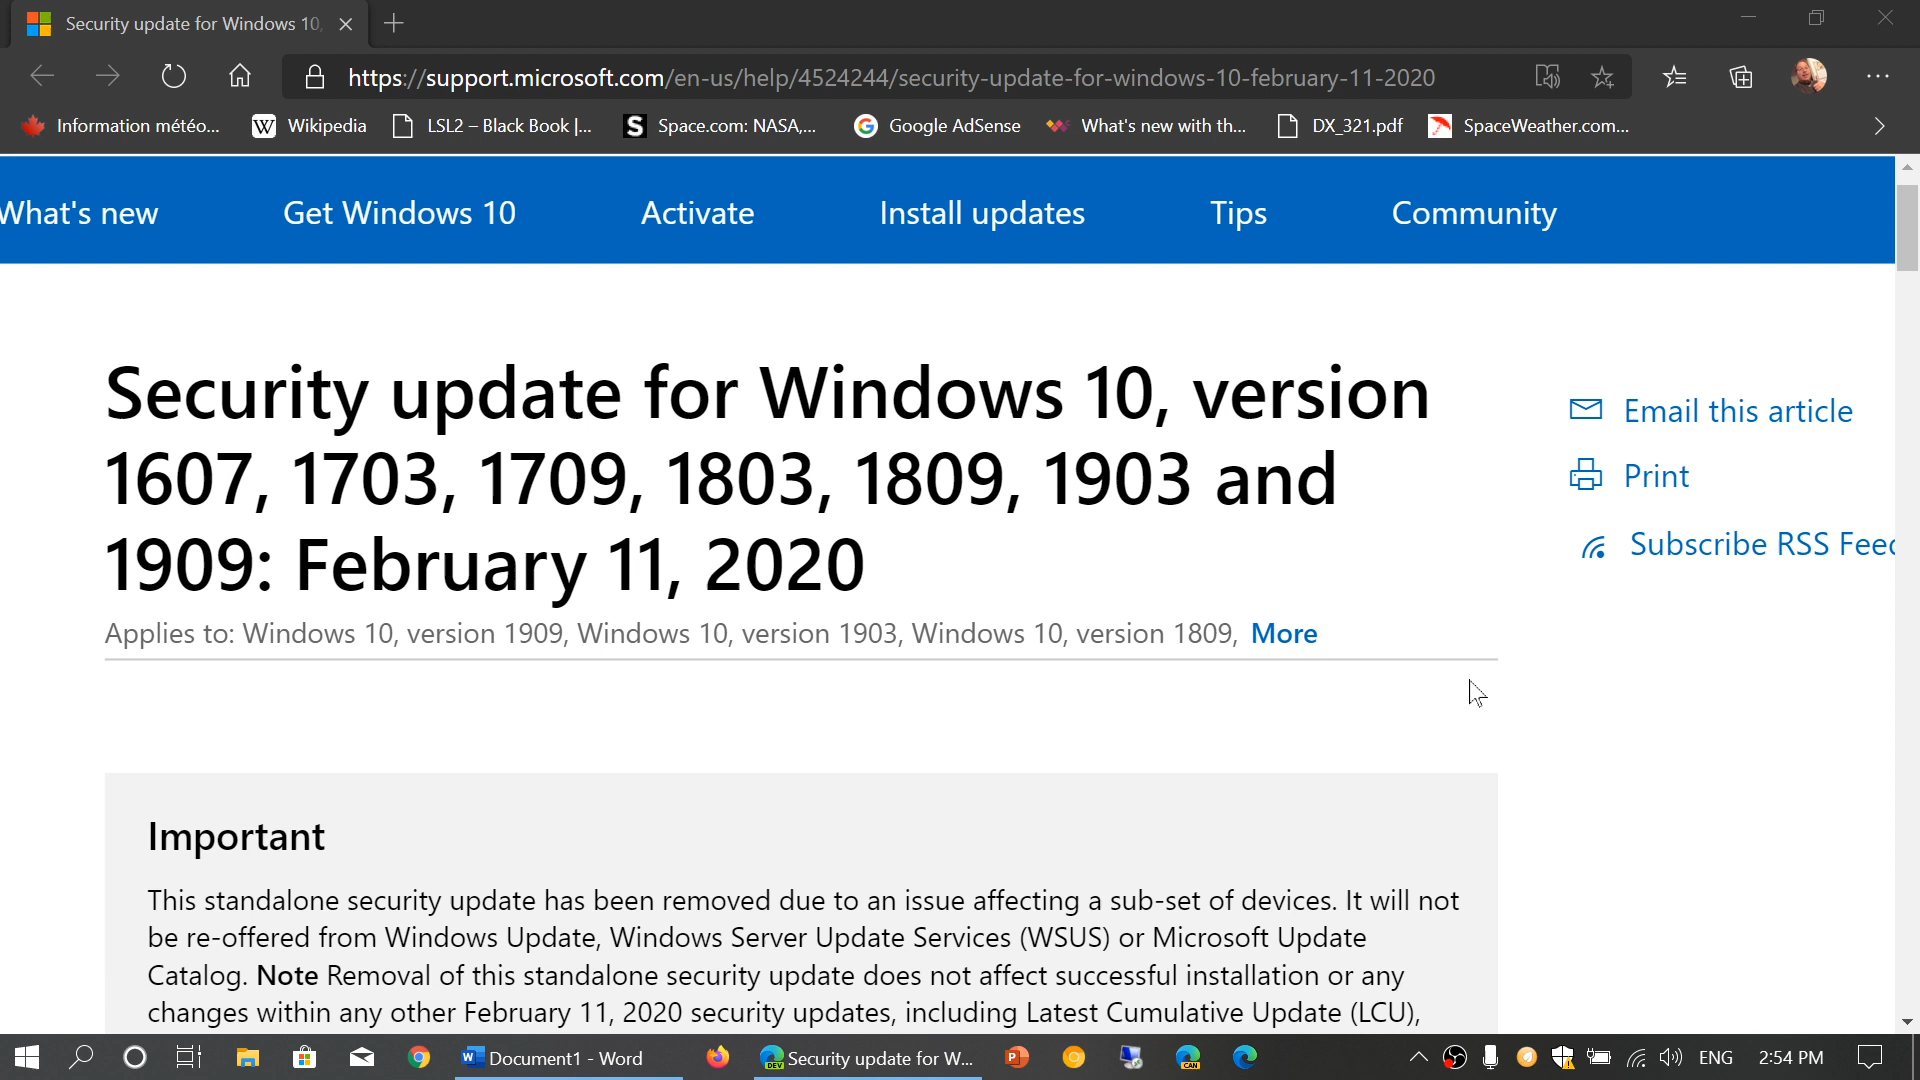 Security update for Windows 10,
https://support.microsoft.com/en-us/help/4524244/security-update-for-windows-10-february-11-2020
Information météo... Wikipedia LSL2 – Black Book |... Space.com: NASA,... Google AdSense What's new with th... DX_321.pdf SpaceWeather.com...
What's new Get Windows 10 Activate Install updates Tips Community
Security update for Windows 10, version
1607, 1703, 1709, 1803, 1809, 1903 and
1909: February 11, 2020
Applies to: Windows 10, version 1909, Windows 10, version 1903, Windows 10, version 1809, More
Email this article
Print
Subscribe RSS Feed
Important
This standalone security update has been removed due to an issue affecting a sub-set of devices. It will not
be re-offered from Windows Update, Windows Server Update Services (WSUS) or Microsoft Update
Catalog. Note Removal of this standalone security update does not affect successful installation or any
changes within any other February 11, 2020 security updates, including Latest Cumulative Update (LCU),
Document1 - Word Security update for W... ENG 2:54 PM